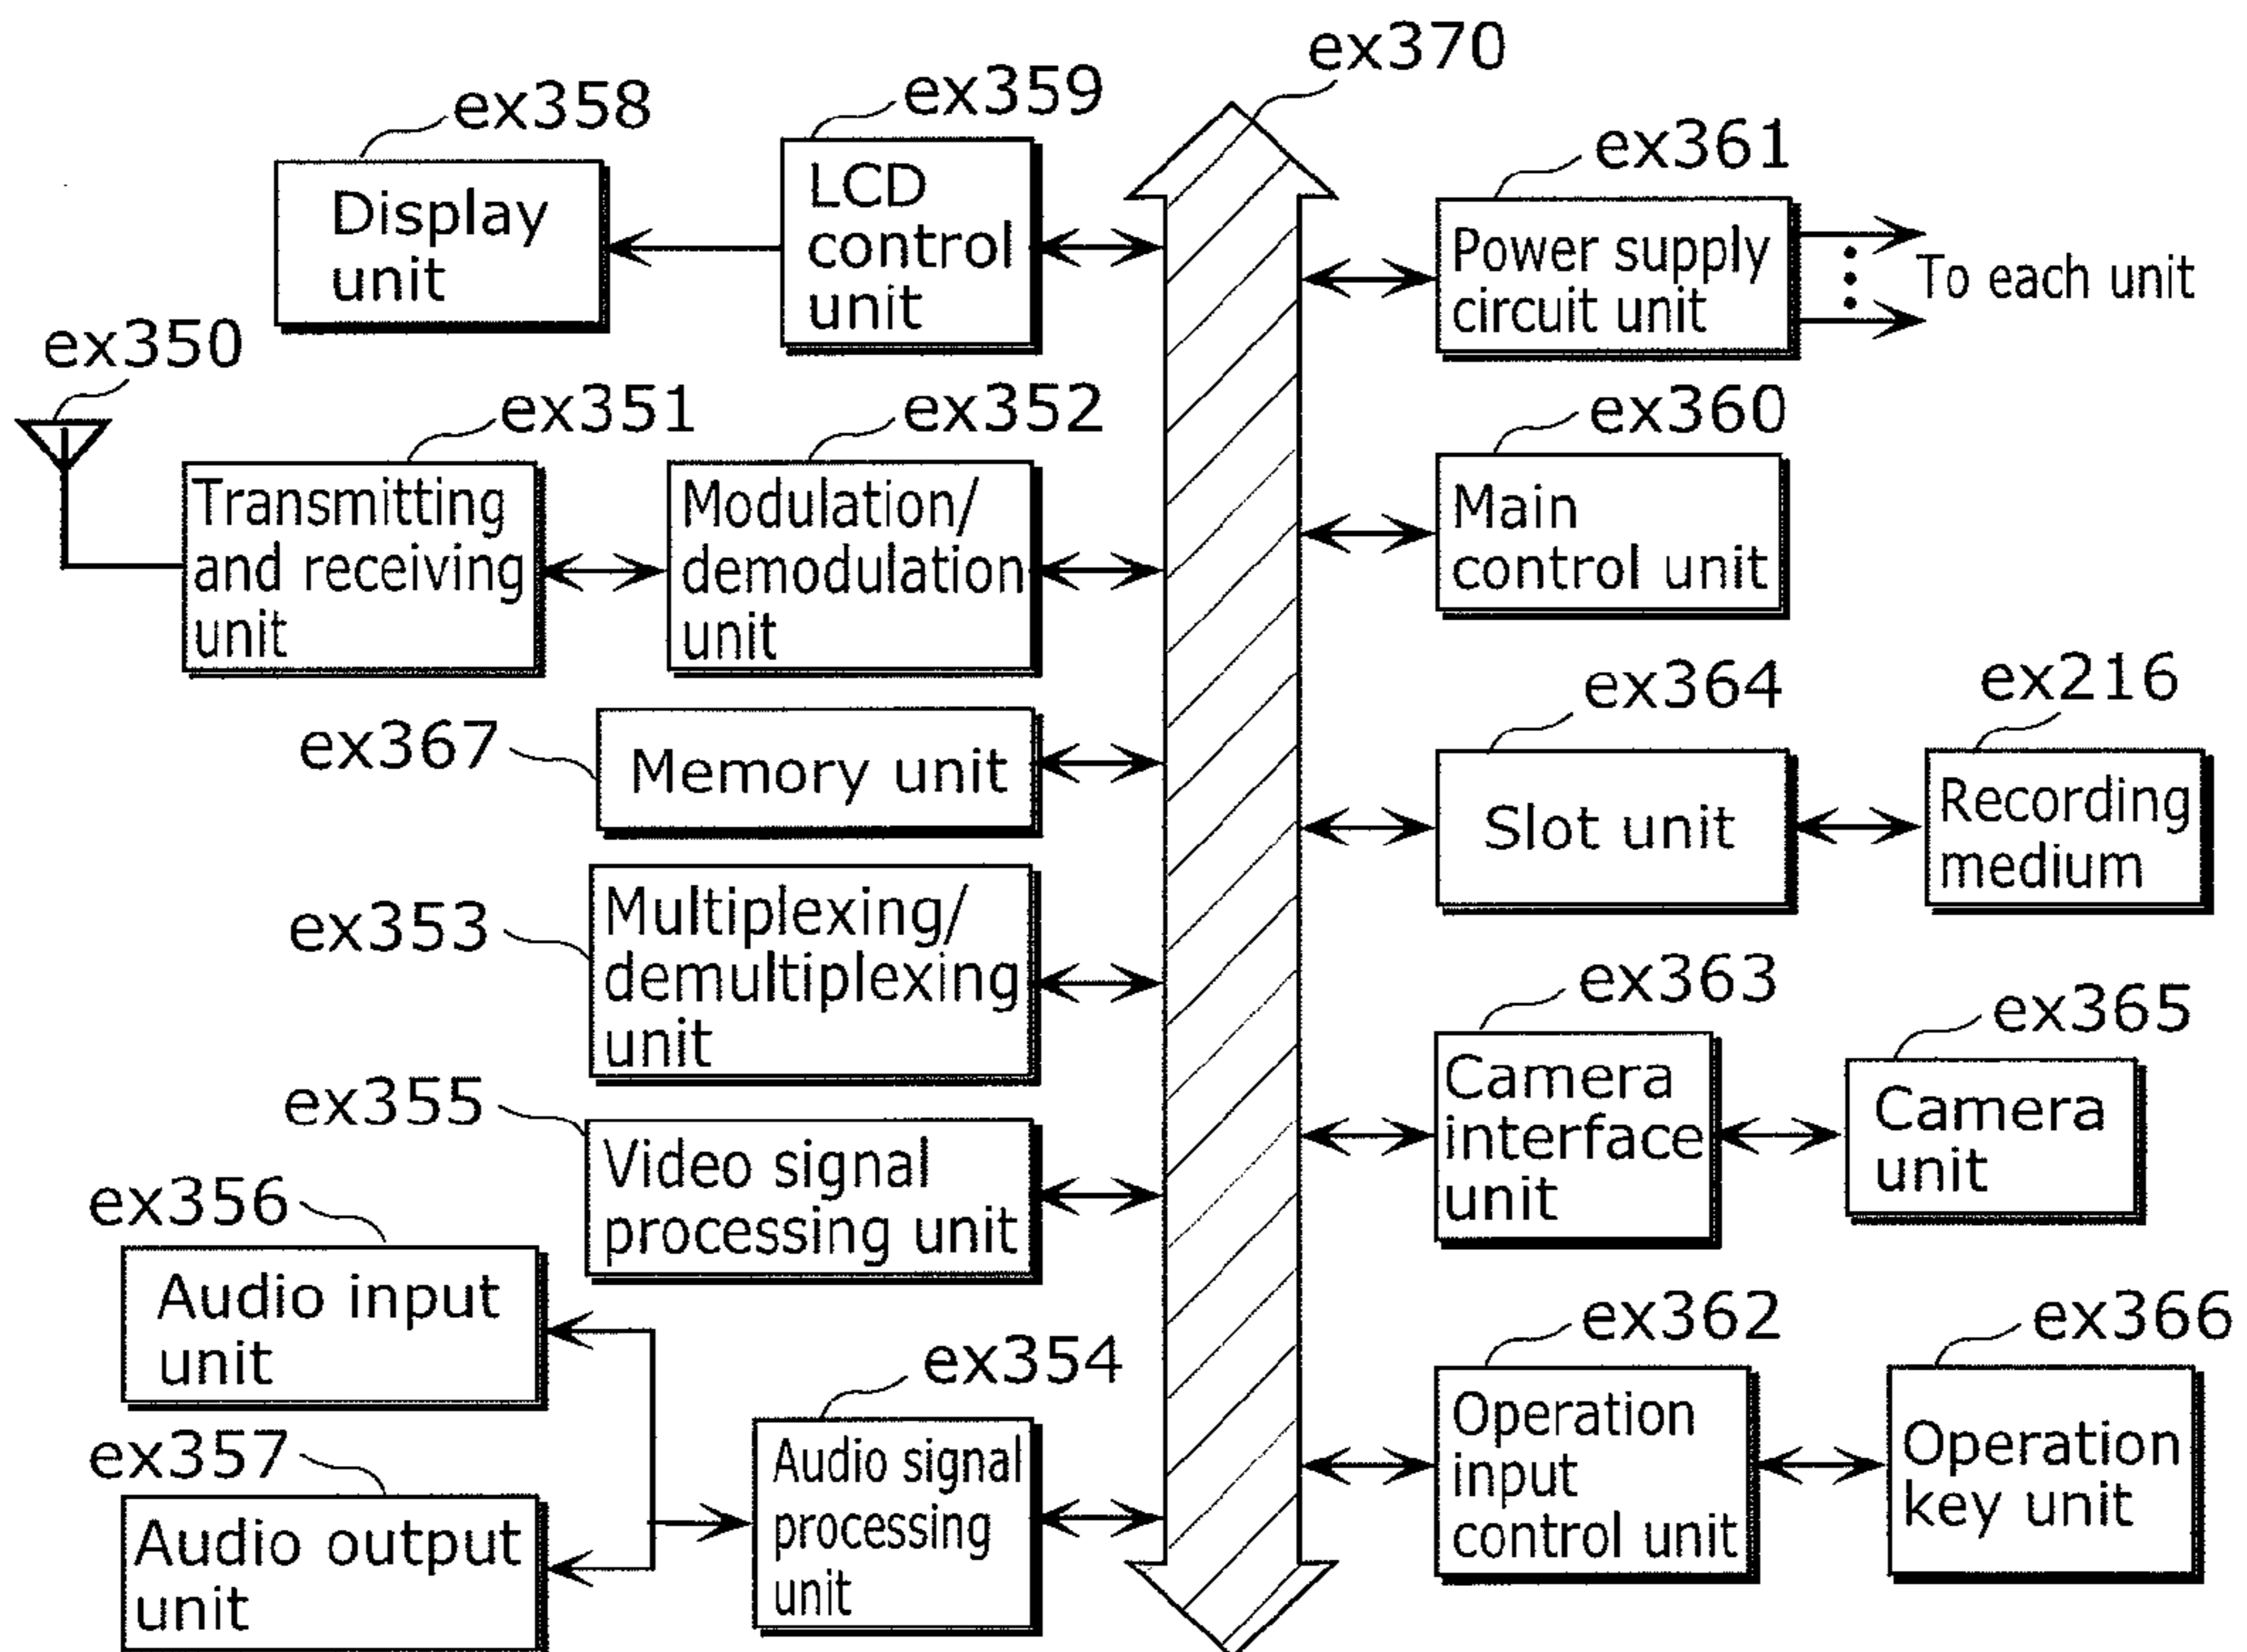 ex370
ex358
ex359
ex361
Display
unit
LCD
control
unit
Power supply
circuit unit
To each unit
ex350
ex351
ex352
ex360
Transmitting
and receiving
unit
Modulation/
demodulation
unit
Main
control unit
ex367
Memory unit
ex364
ex216
Slot unit
Recording
medium
ex353
Multiplexing/
demultiplexing
unit
ex363
ex365
Camera
interface
unit
Camera
unit
ex355
Video signal
processing unit
ex356
Audio input
unit
ex354
ex362
ex366
ex357
Audio output
unit
Audio signal
processing
unit
Operation
input
control unit
Operation
key unit